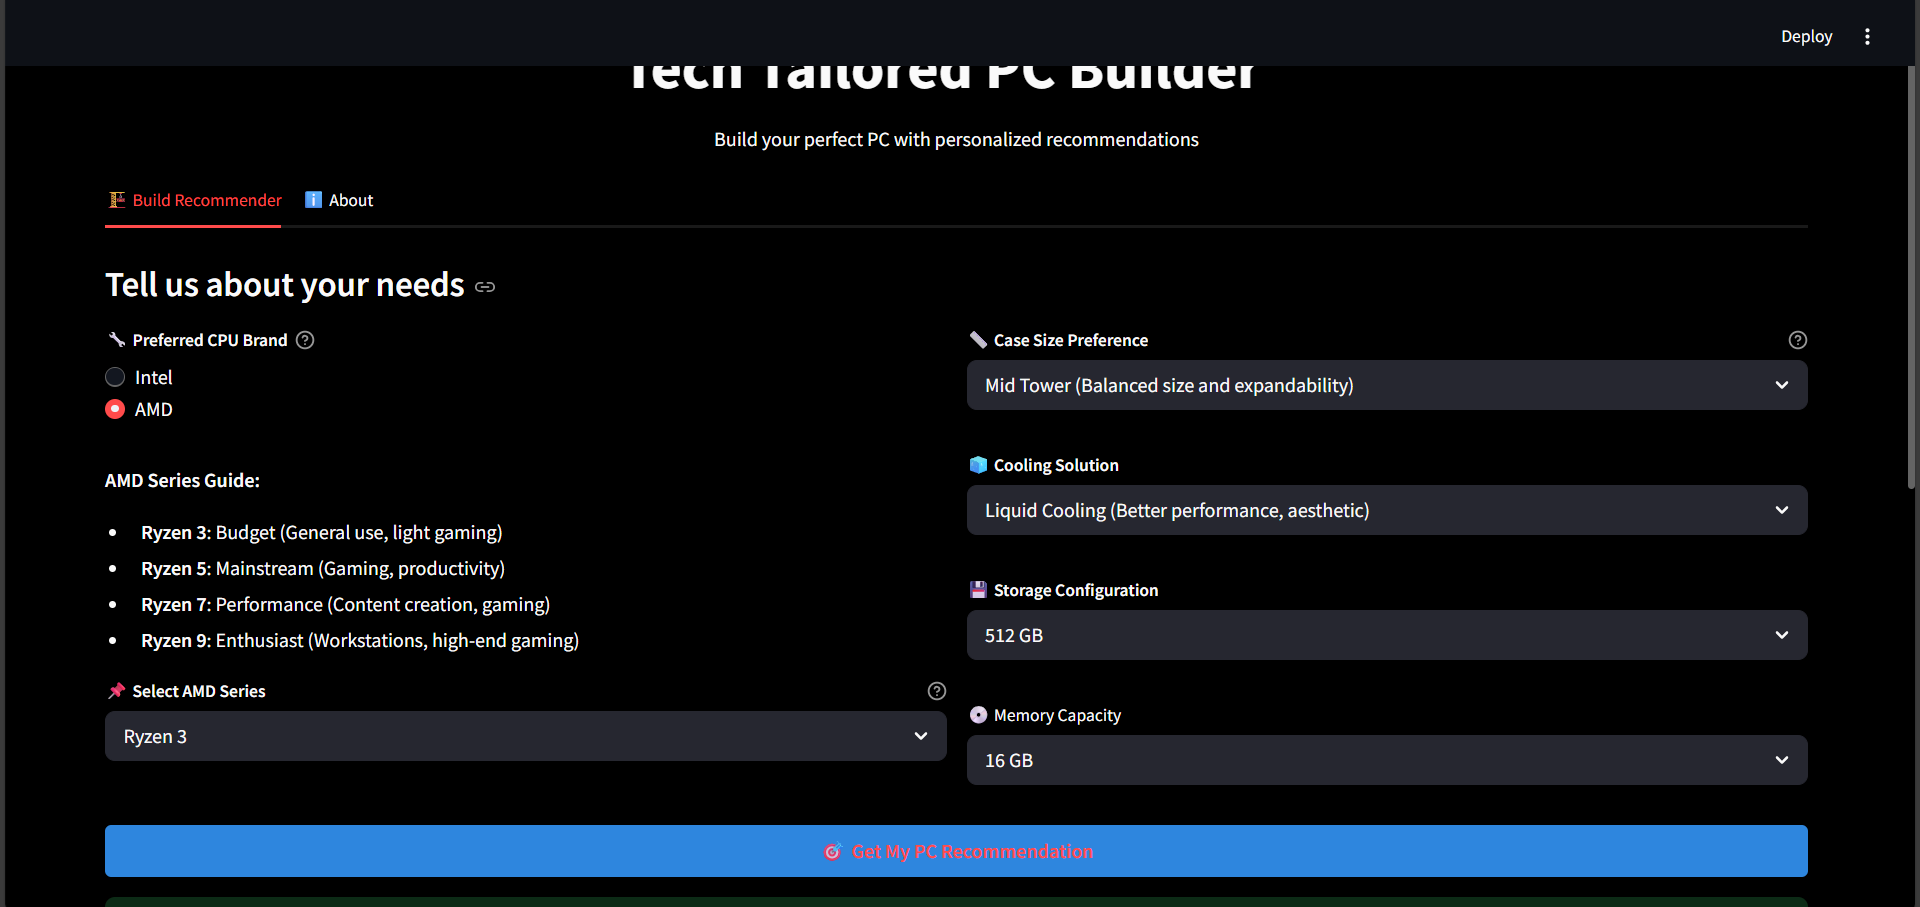 Deploy
Tech Tailored PC Builder
Build your perfect PC with personalized recommendations
Build Recommender
About
Tell us about your needs
Preferred CPU Brand
Intel
AMD
AMD Series Guide:
Ryzen 3: Budget (General use, light gaming)
Ryzen 5: Mainstream (Gaming, productivity)
Ryzen 7: Performance (Content creation, gaming)
Ryzen 9: Enthusiast (Workstations, high-end gaming)
Select AMD Series
Ryzen 3
Case Size Preference
Mid Tower (Balanced size and expandability)
Cooling Solution
Liquid Cooling (Better performance, aesthetic)
Storage Configuration
512 GB
Memory Capacity
16 GB
Get My PC Recommendation